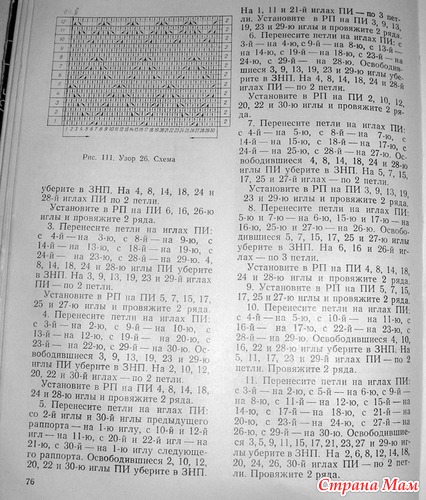 Рис. 111. Узор 26. Схема
уберите в ЗНП. На 4, 8, 14, 18, 24 и
28-й иглах ПИ по 2 петли.
Установите в РП на ПИ 6, 16, 26-ю
иглы и провяжите 2 ряда.
3. Перенесите петли на иглах ПИ:
с 4-й — на 3-ю, с 8-й — на 9-ю, с
14-й — на 13-ю, с 18-й — на 19-ю, с
24-й — на 23-ю, с 28-й — на 29-ю. 4,
8, 14, 18, 24 и 28-ю иглы ПИ уберите
в ЗНП. На 3, 9, 13, 19, 23 и 29-й иглах
ПИ — по 2 петли.
Установите в РП на ПИ 5, 7, 15, 17,
25 и 27-ю иглы и провяжите 2 ряда.
4. Перенесите петли на иглах ПИ:
с 3-й — на 2-ю, с 9-й — на 10-ю, с
13-й — на 12-ю, с 19-й — на 20-ю, с
23-й — на 22-ю, с 29-й — на 30-ю. Ос-
вободившиеся 3, 9, 13, 19, 23 и 29-ю
иглы ПИ уберите в ЗНП. На 2, 10, 12,
20, 22 и 30-й иглах — по 2 петли.
Установите в РП на ПИ 4, 8, 14, 18,
24 и 28-ю иглы и провяжите 2 ряда.
5. Перенесите петли на иглах ПИ:
со 2-й иглы и 30-й иглы предыдущего
раппорта — на 1-ю иглу, с 10-й и 12-й
игл — на 11-ю, с 20-й и 22-й игл — на
21-ю, с 30-й — на 1-ю иглу следующе-
го раппорта. Освободившиеся 2, 10, 12,
20, 22 и 30-ю иглы ПИ уберите в ЗНП.
76
На 1, 11 и 21-й иглах ПИ — по 3 пет-
ли. Установите в РП на ПИ 3, 9, 13,
19, 23 и 29-ю иглы и провяжите 2 ряда.
6. Перенесите петли на иглах ПИ: с
3-й — на 4-ю, с 9-й — на 8-ю, с 13-й —
на 14-ю, с 19-й — на 18-ю, с 23-й — на
24-ю, с 29-й — на 28-ю. Освободив-
шиеся 3, 9, 13, 19, 23 и 29-ю иглы убе-
рите в ЗНП. На 4, 8, 14, 18, 24 и 28-й
иглах ПИ — по 2 петли.
Установите в РП на ПИ 2, 10, 12,
20, 22 и 30-ю иглы и провяжите 2 ря-
да.
7. Перенесите петли на иглах ПИ:
с 4-й — на 5-ю, с 8-й — на 7-ю, с
14-й — на 15-ю, с 18-й — на 17-ю, с
24-й — на 25-ю, с 28-й — на 27-ю. Ос-
вободившиеся 4, 8, 14, 18, 24 и 28-ю
иглы уберите в ЗНП. На 5, 7, 15,
17, 25 и 27-й иглах — по 2 петли.
Установите в РП на ПИ 3, 9, 13, 19,
23 и 29-ю иглы и провяжите 2 ряда.
8. Перенесите петли на иглах ПИ: с
5-ю и 7-ю — на 6-ю, 15-ю и 17-ю — на
16-ю, 25-ю и 27-ю — на 26-ю. Освобо-
дившиеся 5, 7, 15, 17, 25 и 27-ю иглы
уберите в ЗНП. На 6, 16 и 26-й иг-
лах — по 3 петли.
Установите в РП на ПИ 4, 8, 14, 18,
24 и 28-ю иглы и провяжите 2 ряда.
9. Установите в РП на ПИ 5, 7, 15,
17, 25 и 27-ю иглы и провяжите 2 ряда.
10. Перенесите петли на иглах ПИ:
с 4-й — на 5-ю, с 10-й — на 11-ю, с
16-й — на 17-ю, с 22-й — на 23-ю, с
28-й — на 29-ю. Освободившиеся 4, 10,
16, 22 и 28-ю иглы уберите в ЗНП. На
5, 11, 17, 23 и 29-й иглах ПИ — по 2
петли. Провяжите 2 ряда.
11. Перенесите петли на иглах ПИ:
с 3-й — на 2-ю, с 5-й — на 6-ю, с 9-й —
на 8-ю, с 11-й — на 12-ю, с 15-й — на
14-ю, с 17-й — на 18-ю, с 21-й — на
20-ю, с 23-й — на 24-ю, с 27-й — на
26-ю, с 29-й — на 30-ю. Освободившие-
ся 3, 5, 9, 11, 15, 17, 21, 23, 27 и 29-ю иг-
лы уберите в ЗНП. На 2, 6, 8, 12, 14, 18,
20, 24, 26, 30-й иглах ПИ — по 2 пет-
ли. Провяжите 2 ряда.
Страна Мам